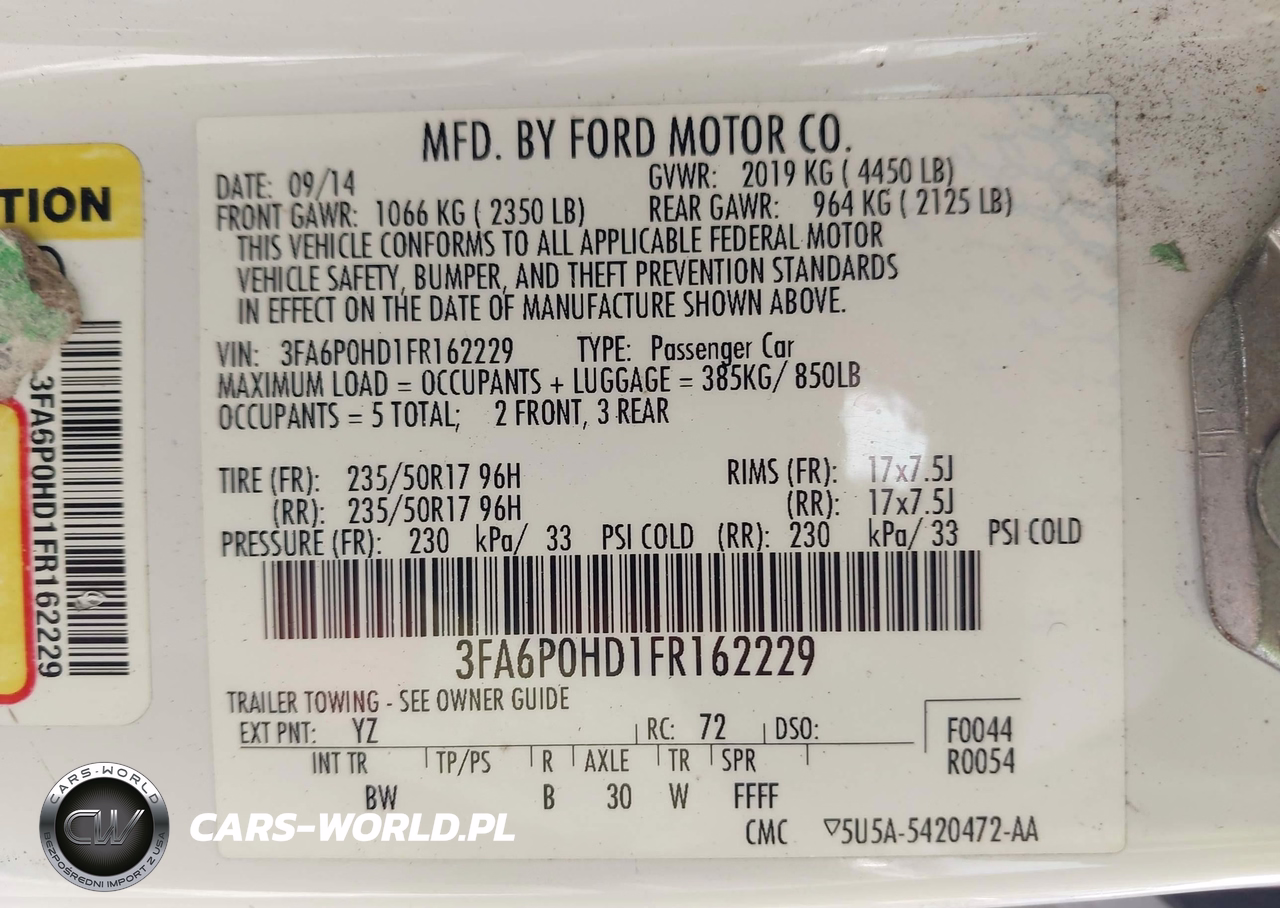 MFD. BY FORD MOTOR CO.
DATE: 09/14 GVWR: 2019 KG ( 4450 LB)
FRONT GAWR: 1066 KG ( 2350 LB) REAR GAWR: 964 KG ( 2125 LB)
THIS VEHICLE CONFORMS TO ALL APPLICABLE FEDERAL MOTOR
VEHICLE SAFETY, BUMPER, AND THEFT PREVENTION STANDARDS
IN EFFECT ON THE DATE OF MANUFACTURE SHOWN ABOVE.
VIN: 3FA6P0HD1FR162229 TYPE: Passenger Car
MAXIMUM LOAD = OCCUPANTS + LUGGAGE = 385KG/ 850LB
OCCUPANTS = 5 TOTAL; 2 FRONT, 3 REAR
TIRE (FR): 235/50R17 96H RIMS (FR): 17x7.5J
(RR): 235/50R17 96H (RR): 17x7.5J
PRESSURE (FR): 230 kPa/ 33 PSI COLD (RR): 230 kPa/ 33 PSI COLD
3FA6P0HD1FR162229
TRAILER TOWING - SEE OWNER GUIDE
EXT PNT: YZ RC: 72 DSO: F0044
INT TR TP/PS R AXLE TR SPR R0054
BW B 30 W FFFF
CMC ▽5U5A-5420472-AA
TION
3FA6P0HD1FR162229
CARS-WORLD
CW
BEZPOŚREDNI IMPORT Z USA
CARS-WORLD.PL